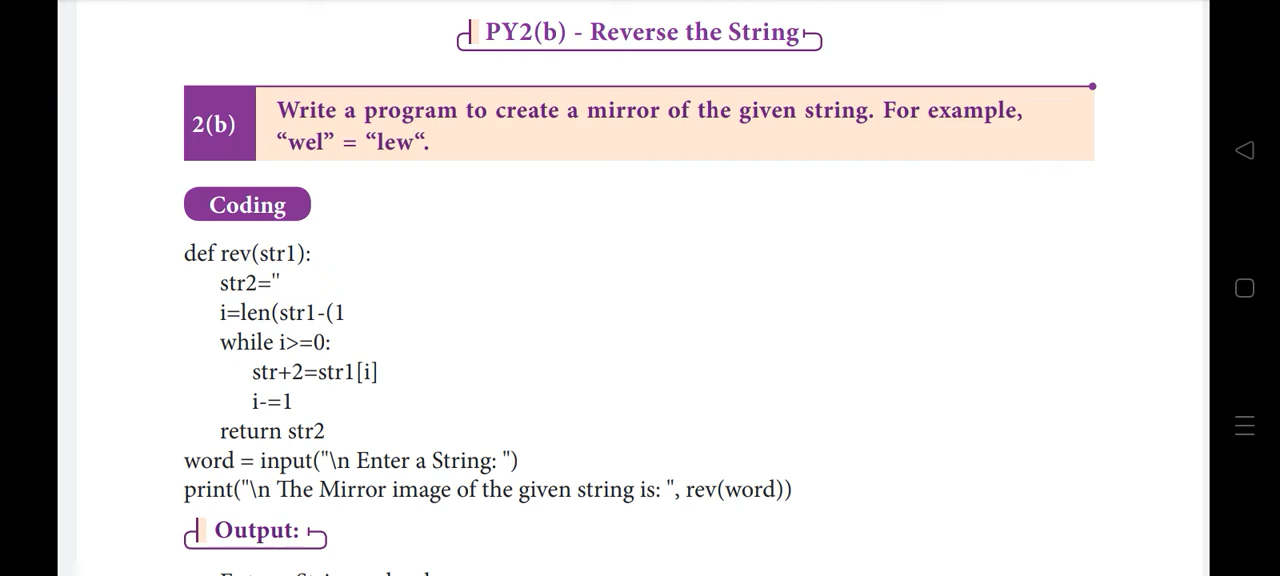 PY2(b) - Reverse the String
2(b)
Write a program to create a mirror of the given string. For example,
“wel” = “lew“.
Coding
def rev(str1):
str2=''
i=len(str1-(1
while i>=0:
str+2=str1[i]
i-=1
return str2
word = input("\n Enter a String: ")
print("\n The Mirror image of the given string is: ", rev(word))
Output: